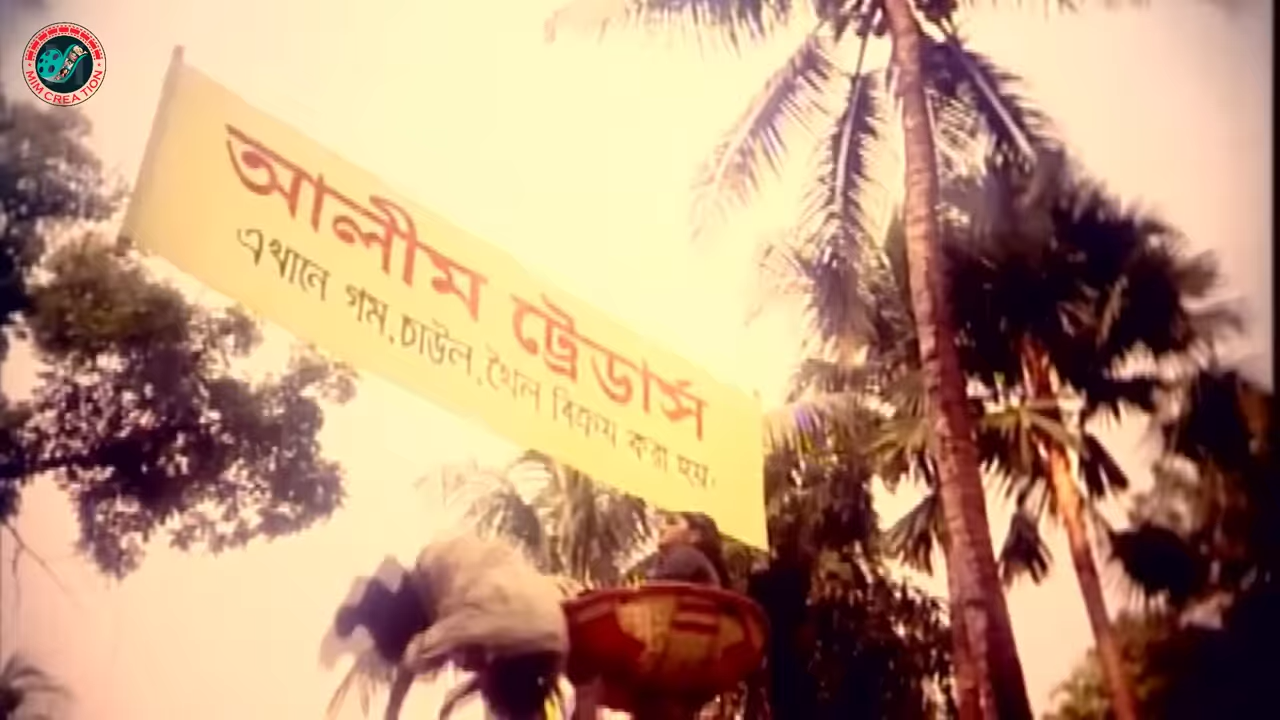 MIM CREATION
আলীম ট্রেডার্স
এখানে গম, চাউল, খৈল বিক্রয় করা হয়।